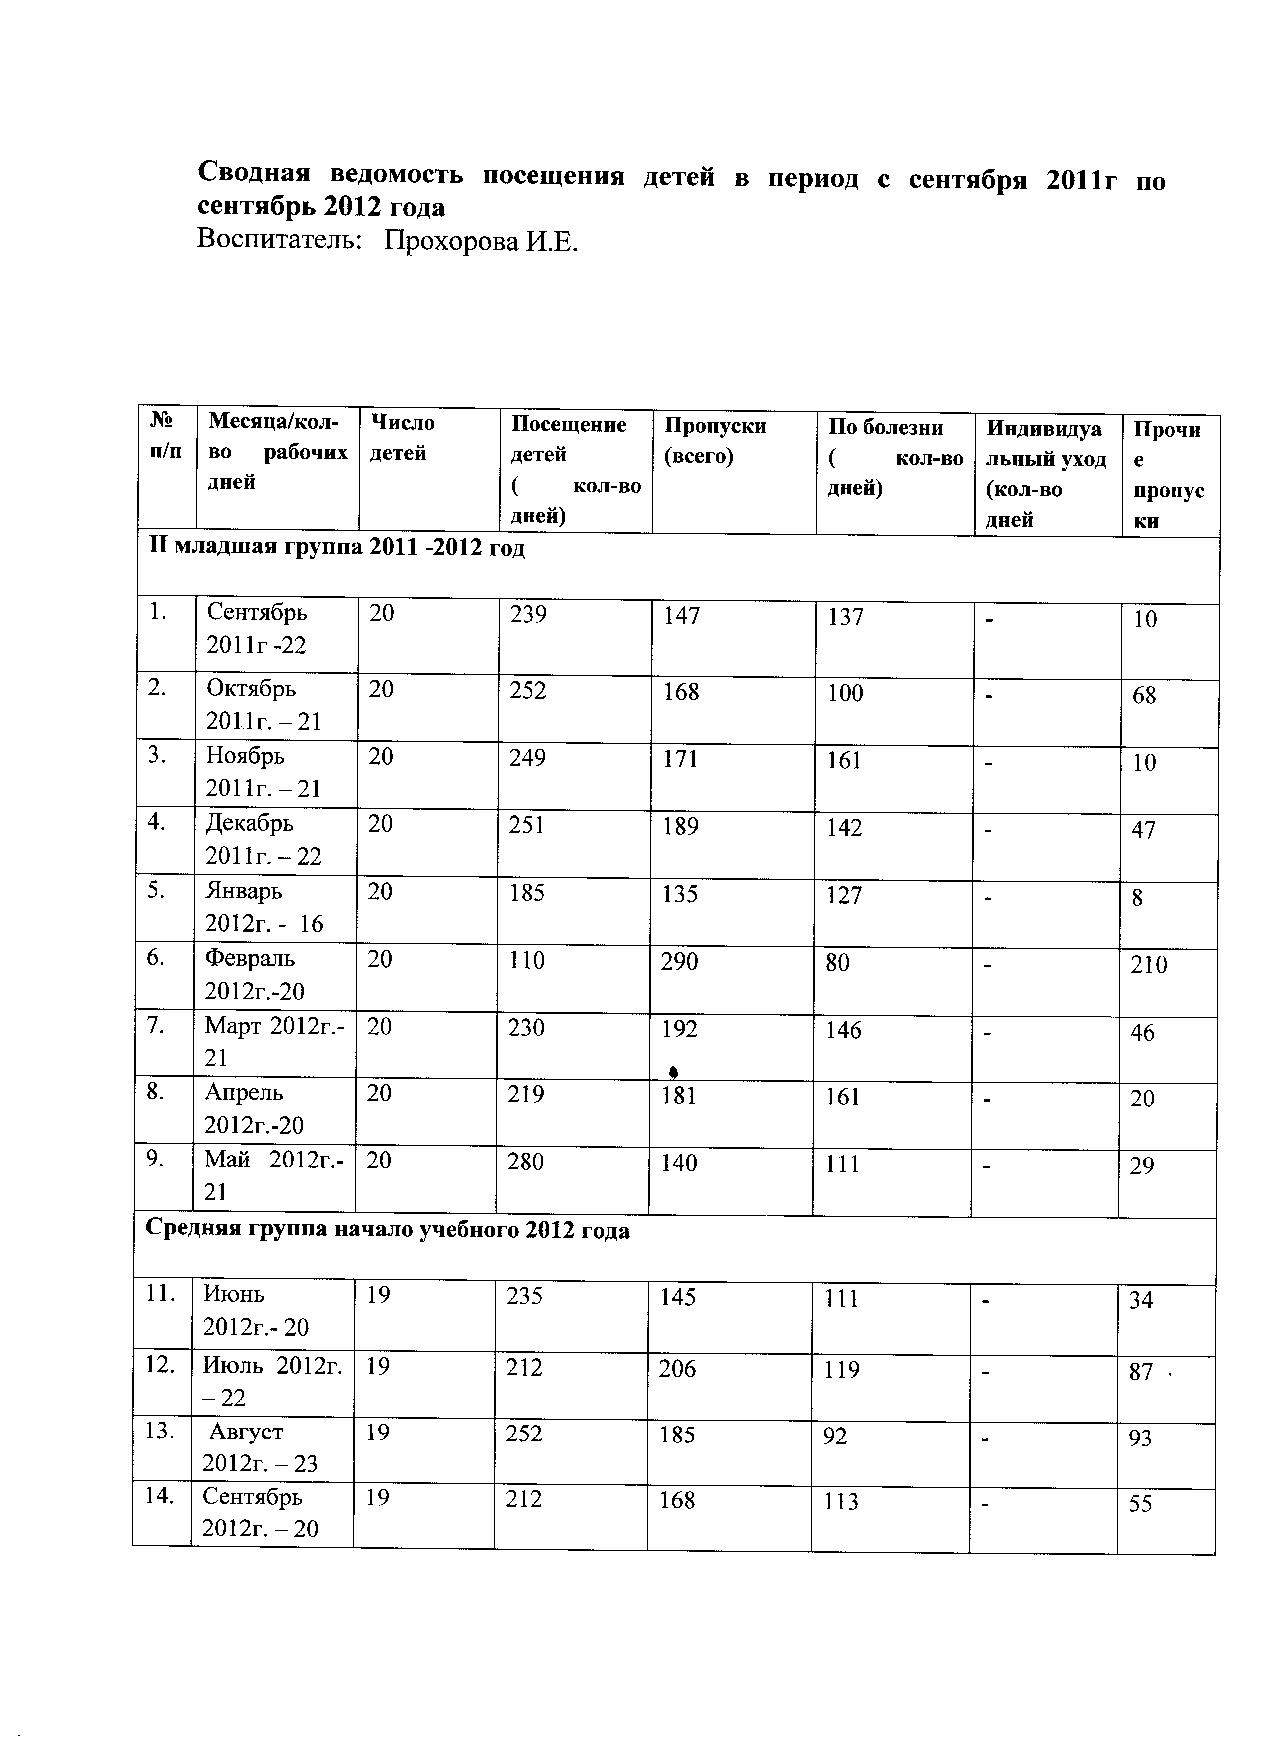 Сводная ведомость посещения детей в период с сентября 2011г по
сентябрь 2012 года
Воспитатель: Прохорова И.Е.
№ Месяца/кол- Число Посещение Пропуски По болезни Индивидуа Прочи
п/п во рабочих детей детей (всего) ( кол-во льный уход е
дней ( кол-во дней) (кол-во пропус
дней) дней ки
II младшая группа 2011 -2012 год
1. Сентябрь 20 239 147 137 - 10
2011г -22
2. Октябрь 20 252 168 100 - 68
2011г. – 21
3. Ноябрь 20 249 171 161 - 10
2011г. – 21
4. Декабрь 20 251 189 142 - 47
2011г. – 22
5. Январь 20 185 135 127 - 8
2012г. - 16
6. Февраль 20 110 290 80 - 210
2012г.-20
7. Март 2012г.- 20 230 192 146 - 46
21
8. Апрель 20 219 181 161 - 20
2012г.-20
9. Май 2012г.- 20 280 140 111 - 29
21
Средняя группа начало учебного 2012 года
11. Июнь 19 235 145 111 - 34
2012г.- 20
12. Июль 2012г. 19 212 206 119 - 87
– 22
13. Август 19 252 185 92 - 93
2012г. – 23
14. Сентябрь 19 212 168 113 - 55
2012г. – 20